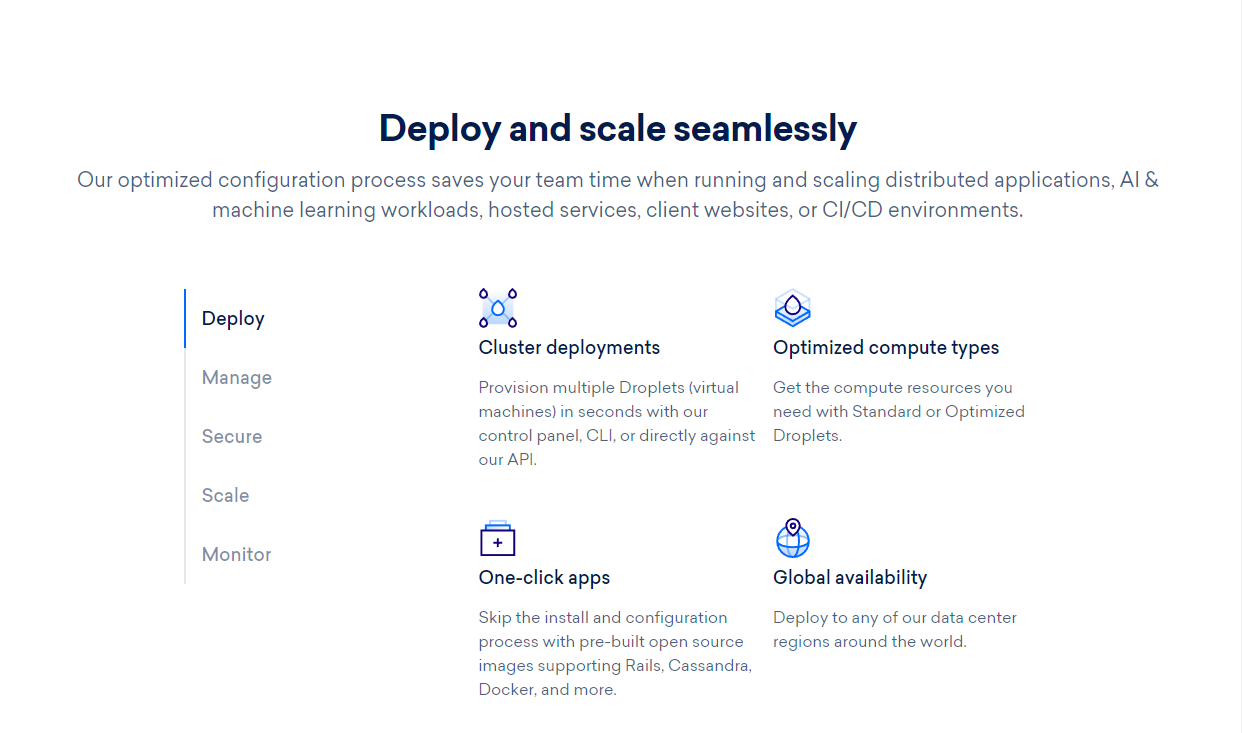 Deploy and scale seamlessly
Our optimized configuration process saves your team time when running and scaling distributed applications, AI &
machine learning workloads, hosted services, client websites, or CI/CD environments.
Deploy
Manage
Secure
Scale
Monitor
Cluster deployments
Provision multiple Droplets (virtual
machines) in seconds with our
control panel, CLI, or directly against
our API.
Optimized compute types
Get the compute resources you
need with Standard or Optimized
Droplets.
One-click apps
Skip the install and configuration
process with pre-built open source
images supporting Rails, Cassandra,
Docker, and more.
Global availability
Deploy to any of our data center
regions around the world.